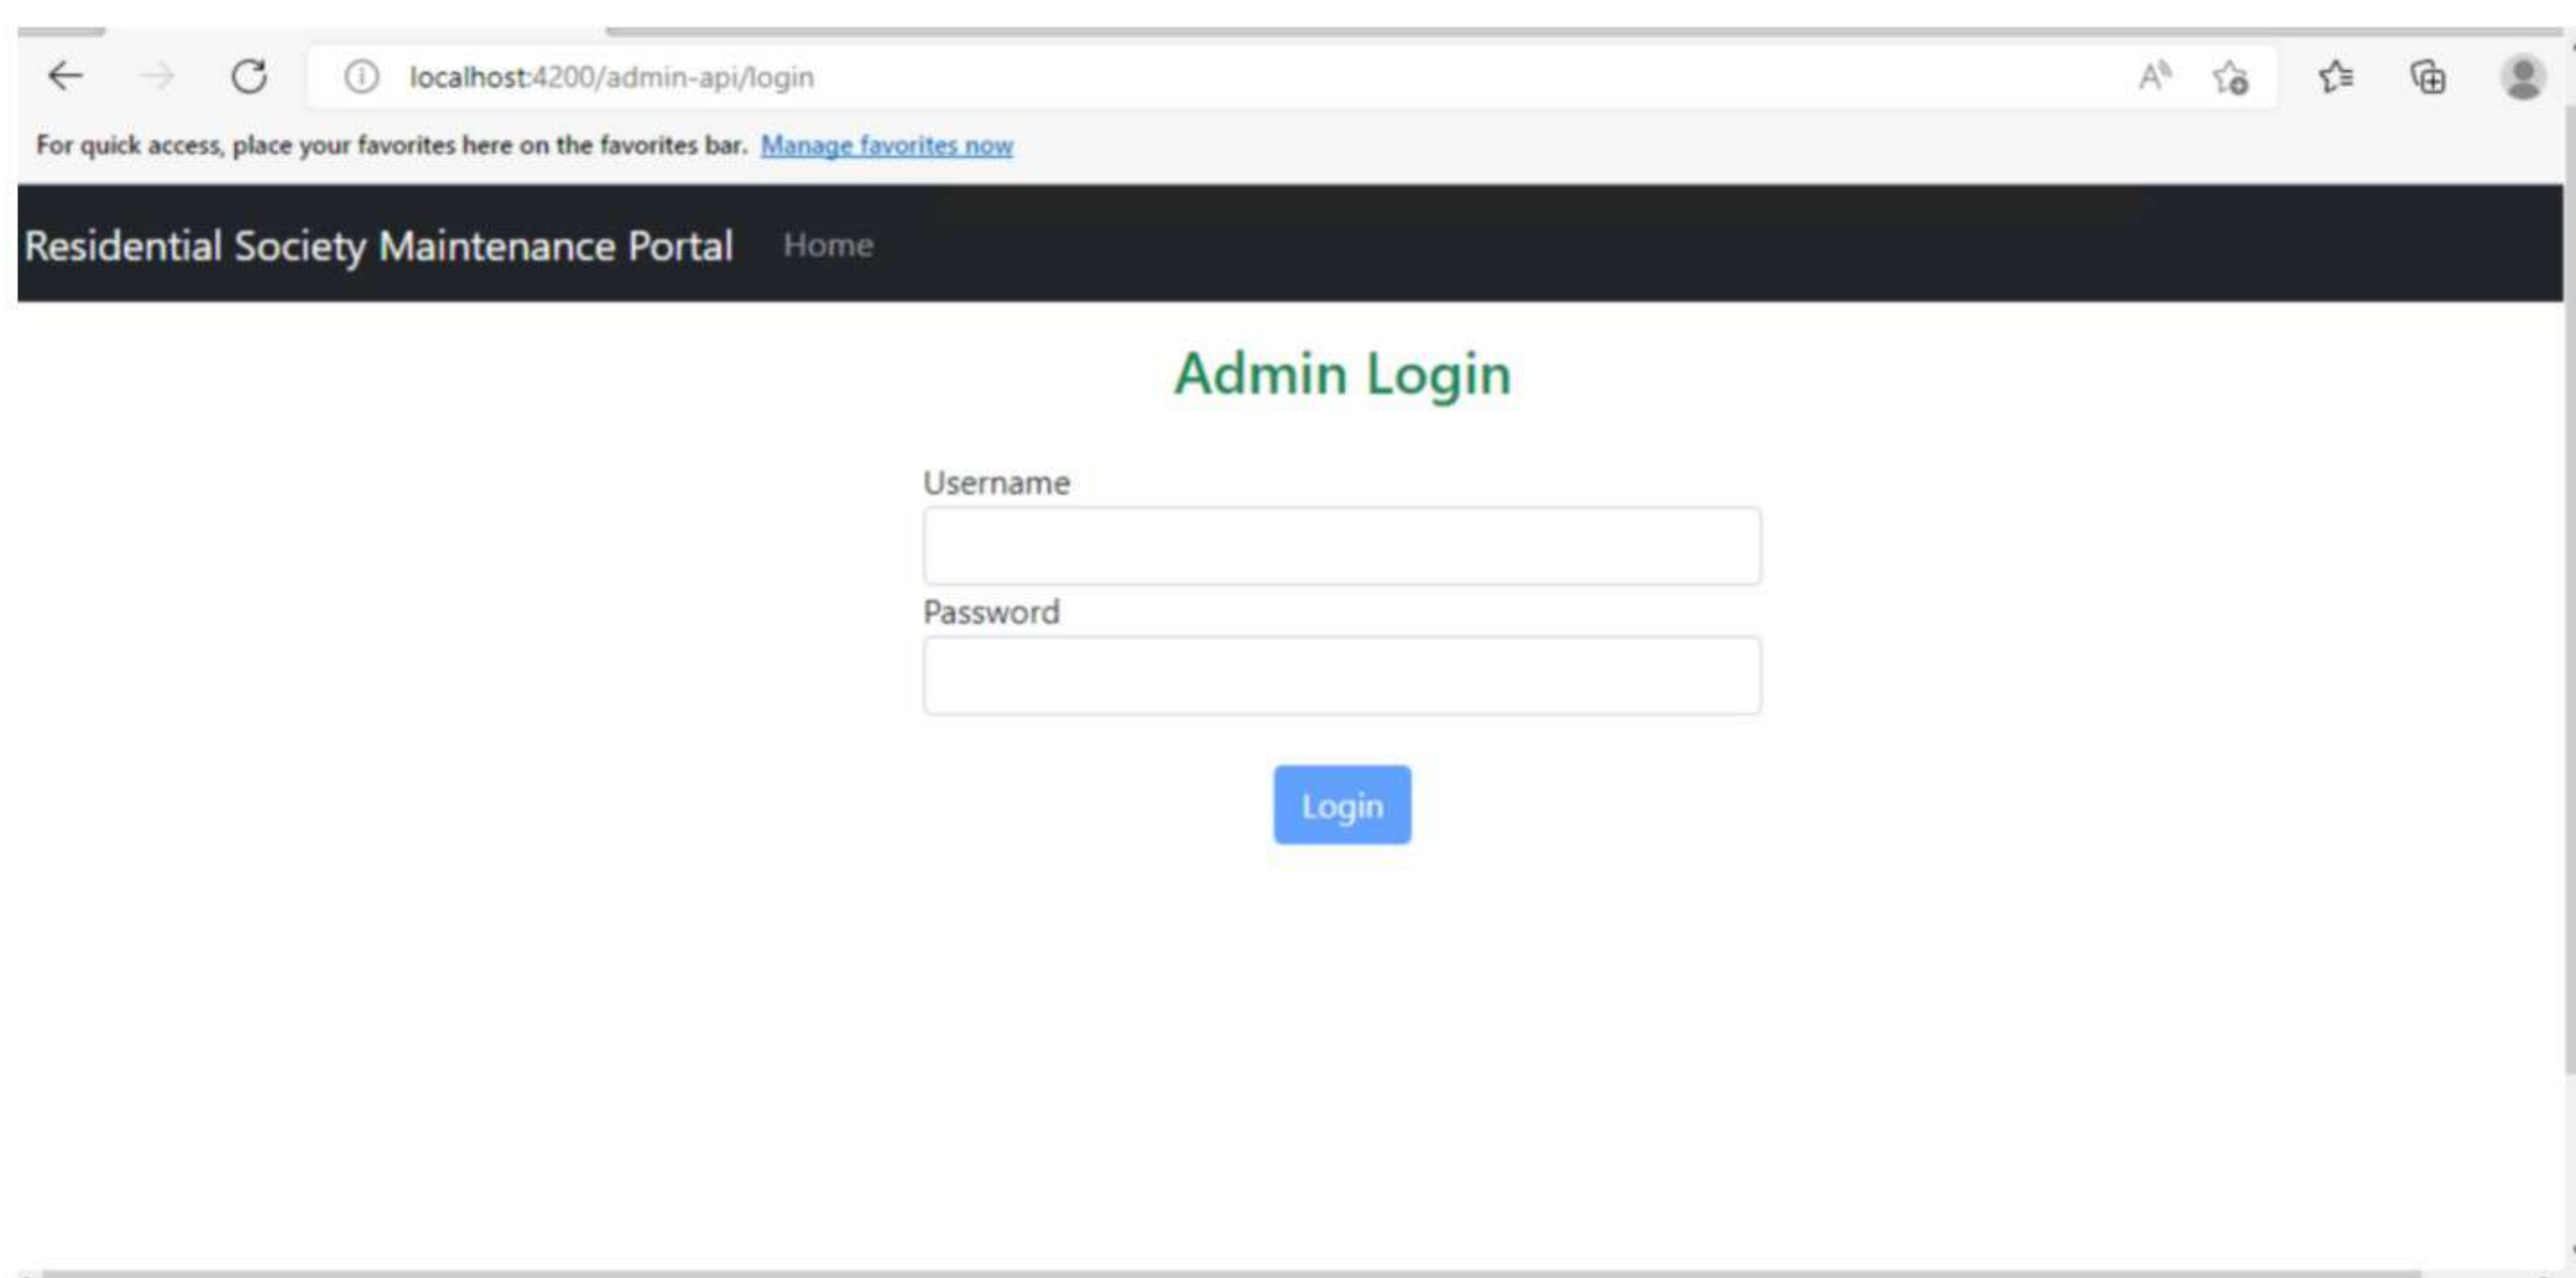 localhost:4200/admin-api/login
For quick access, place your favorites here on the favorites bar. Manage favorites now
Residential Society Maintenance Portal Home
Admin Login
Username
Password
Login